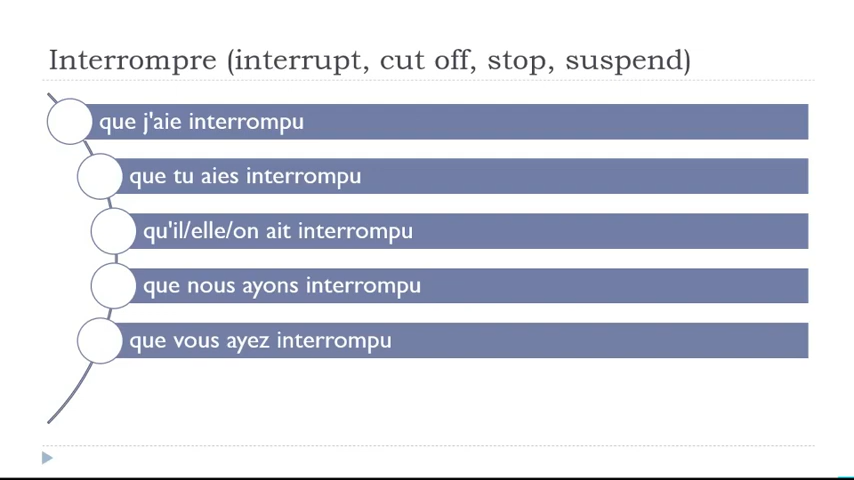 Interrompre (interrupt, cut off, stop, suspend)
que j'aie interrompu
que tu aies interrompu
qu'il/elle/on ait interrompu
que nous ayons interrompu
que vous ayez interrompu